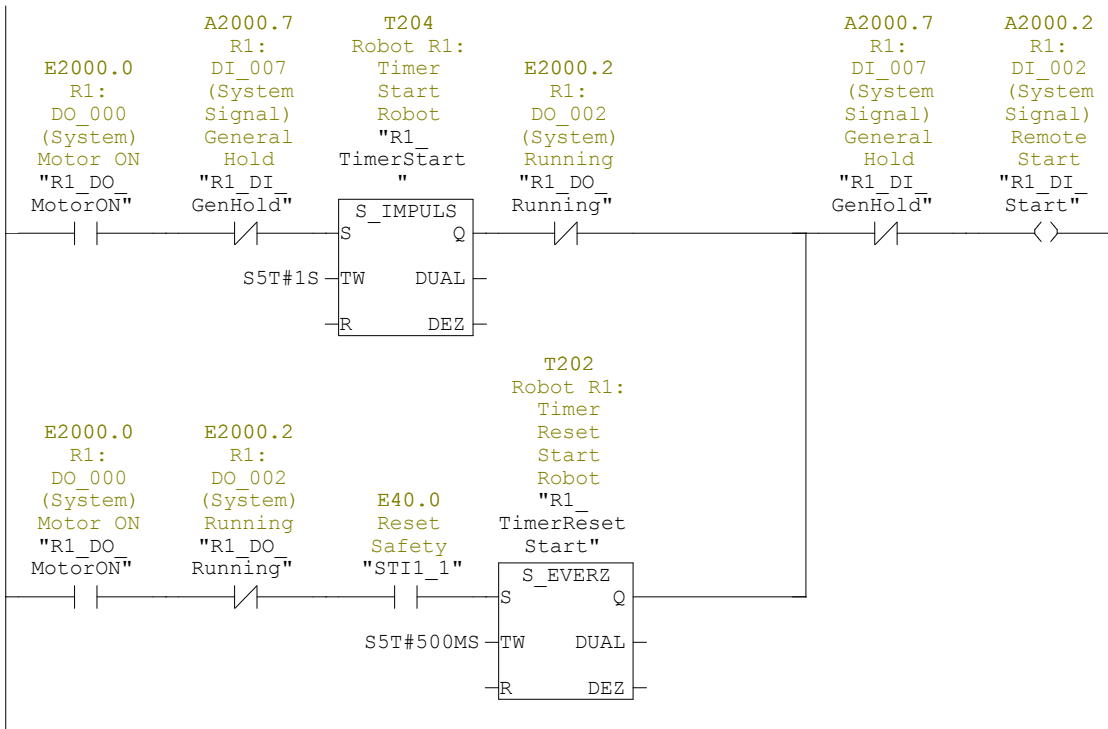 A2000.7
R1:
DI_007
(System
Signal)
General
Hold
"R1_DI_
GenHold"
T204
Robot R1:
Timer
Start
Robot
"R1_
TimerStart
"
A2000.7
R1:
DI_007
(System
Signal)
General
Hold
"R1_DI_
GenHold"
A2000.2
R1:
DI_002
(System
Signal)
Remote
Start
"R1_DI_
Start"
E2000.0
R1:
DO_000
(System)
Motor ON
"R1_DO_
MotorON"
E2000.2
R1:
DO_002
(System)
Running
"R1_DO_
Running"
S_IMPULS
S Q
S5T#1S TW DUAL
R DEZ
T202
Robot R1:
Timer
Reset
Start
Robot
"R1_
TimerReset
Start"
E2000.0
R1:
DO_000
(System)
Motor ON
"R1_DO_
MotorON"
E2000.2
R1:
DO_002
(System)
Running
"R1_DO_
Running"
E40.0
Reset
Safety
"STI1_1"
S_EVERZ
S Q
S5T#500MS TW DUAL
R DEZ